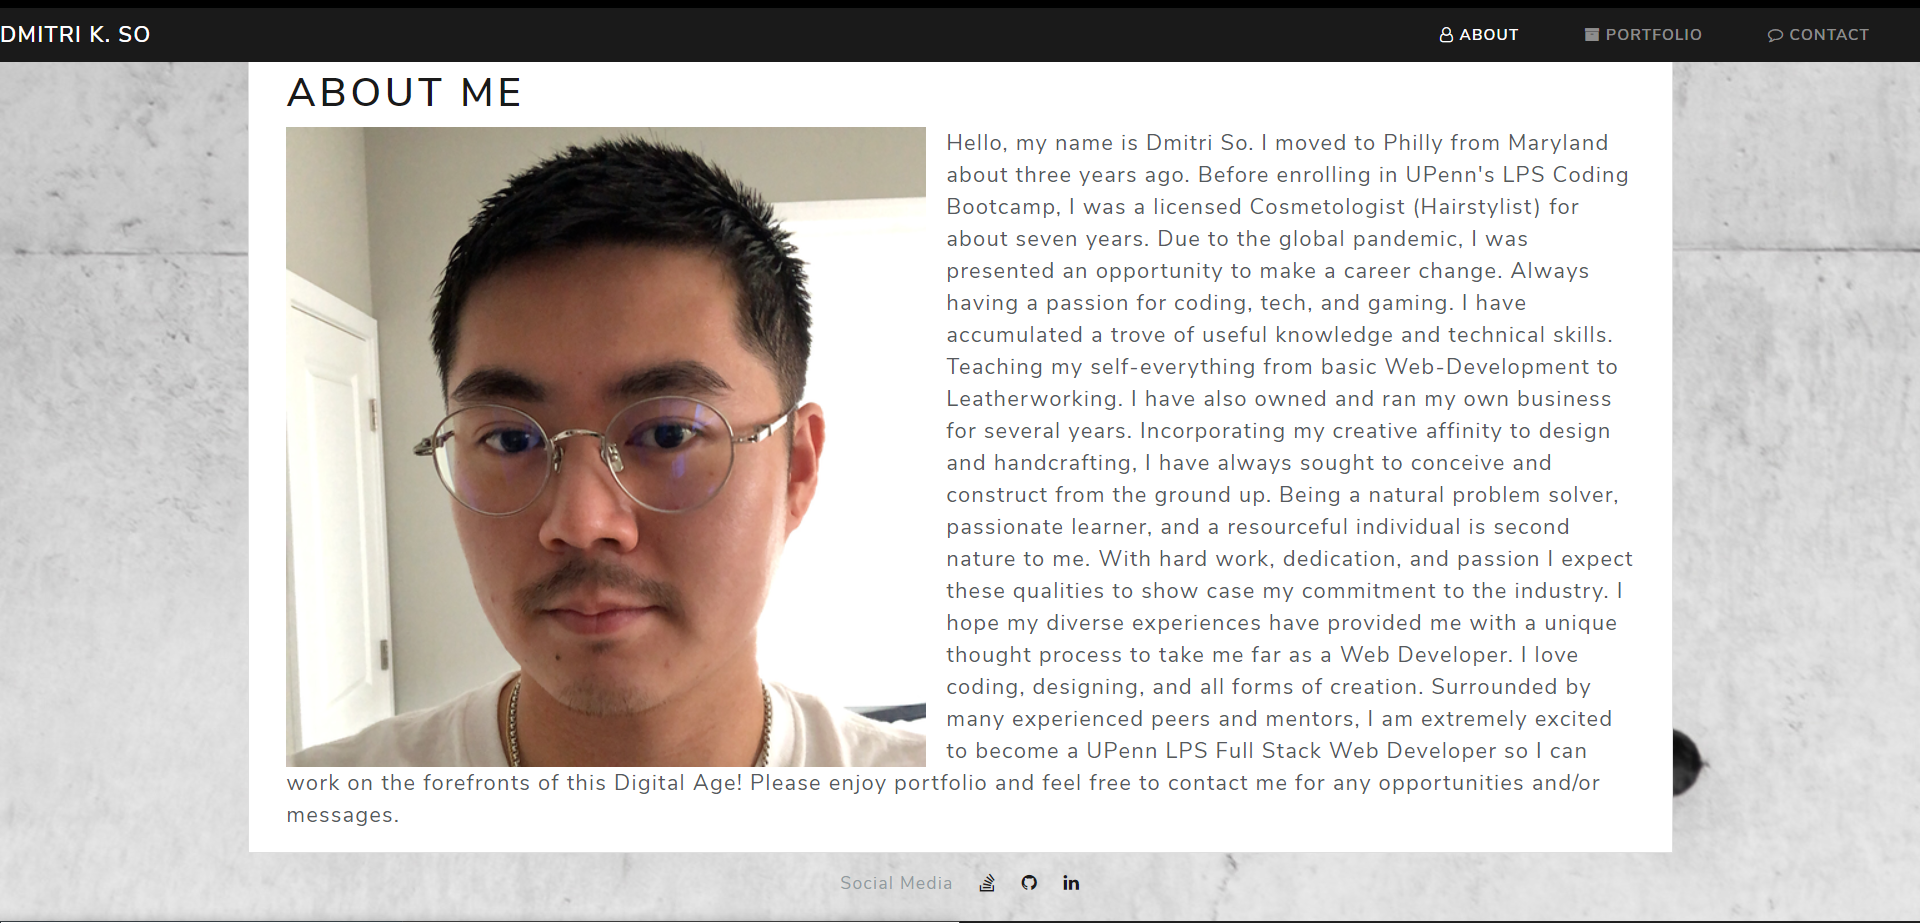 DMITRI K. SO
ABOUT
PORTFOLIO
CONTACT
ABOUT ME
Hello, my name is Dmitri So. I moved to Philly from Maryland
about three years ago. Before enrolling in UPenn's LPS Coding
Bootcamp, I was a licensed Cosmetologist (Hairstylist) for
about seven years. Due to the global pandemic, I was
presented an opportunity to make a career change. Always
having a passion for coding, tech, and gaming. I have
accumulated a trove of useful knowledge and technical skills.
Teaching my self-everything from basic Web-Development to
Leatherworking. I have also owned and ran my own business
for several years. Incorporating my creative affinity to design
and handcrafting, I have always sought to conceive and
construct from the ground up. Being a natural problem solver,
passionate learner, and a resourceful individual is second
nature to me. With hard work, dedication, and passion I expect
these qualities to show case my commitment to the industry. I
hope my diverse experiences have provided me with a unique
thought process to take me far as a Web Developer. I love
coding, designing, and all forms of creation. Surrounded by
many experienced peers and mentors, I am extremely excited
to become a UPenn LPS Full Stack Web Developer so I can
work on the forefronts of this Digital Age! Please enjoy portfolio and feel free to contact me for any opportunities and/or
messages.
Social Media
in